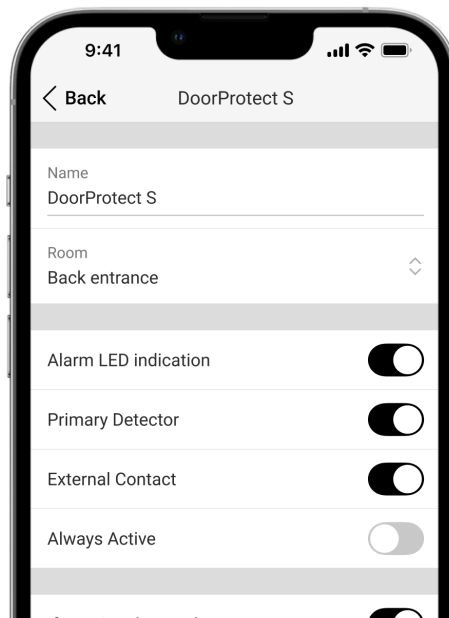 9:41
Back
DoorProtect S
Name
DoorProtect S
Room
Back entrance
Alarm LED indication
Primary Detector
External Contact
Always Active